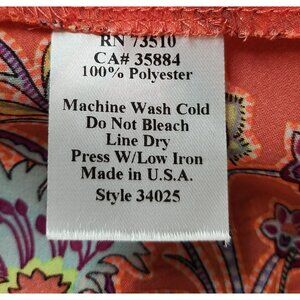 RN 73510
CA# 35884
100% Polyester
Machine Wash Cold
Do Not Bleach
Line Dry
Press W/Low Iron
Made in U.S.A.
Style 34025